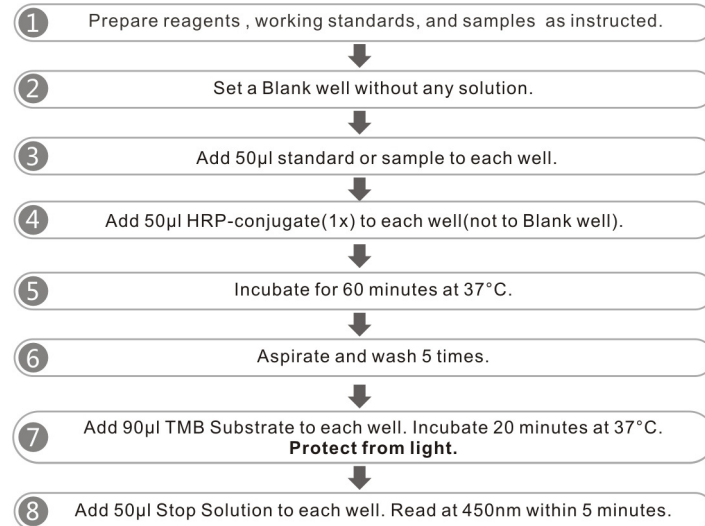 1 Prepare reagents , working standards, and samples as instructed.
2 Set a Blank well without any solution.
3 Add 50µl standard or sample to each well.
4 Add 50µl HRP-conjugate(1x) to each well(not to Blank well).
5 Incubate for 60 minutes at 37°C.
6 Aspirate and wash 5 times.
7 Add 90µl TMB Substrate to each well. Incubate 20 minutes at 37°C.
Protect from light.
8 Add 50µl Stop Solution to each well. Read at 450nm within 5 minutes.